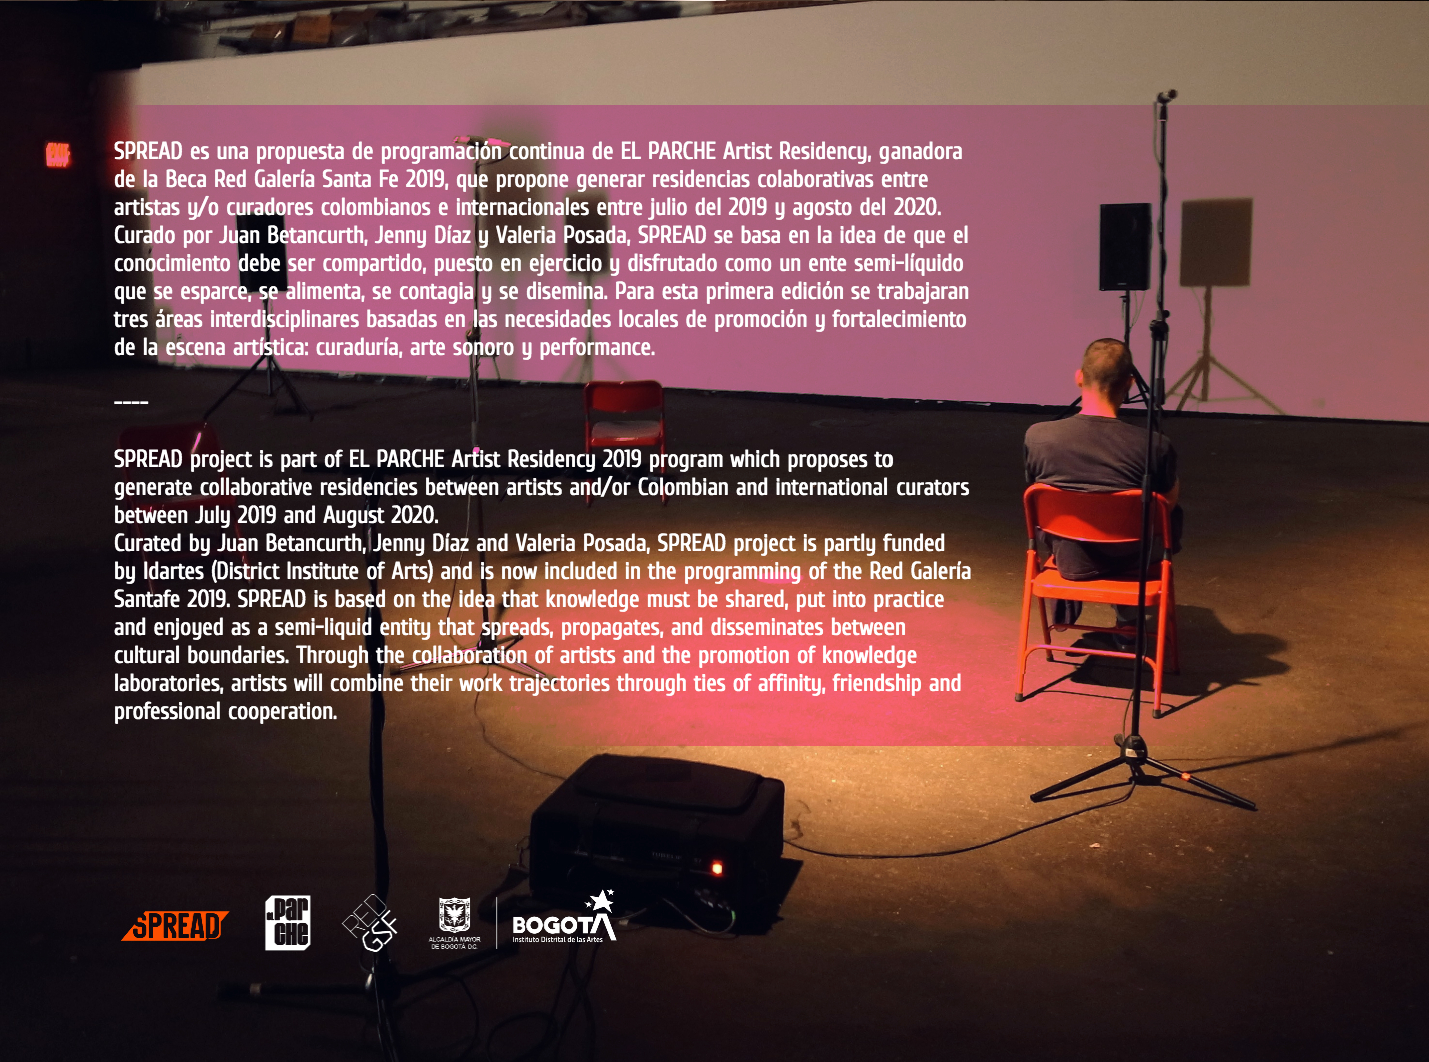 EXIT
SPREAD es una propuesta de programación continua de EL PARCHE Artist Residency, ganadora
de la Beca Red Galería Santa Fe 2019, que propone generar residencias colaborativas entre
artistas y/o curadores colombianos e internacionales entre julio del 2019 y agosto del 2020.
Curado por Juan Betancurth, Jenny Díaz y Valeria Posada, SPREAD se basa en la idea de que el
conocimiento debe ser compartido, puesto en ejercicio y disfrutado como un ente semi-líquido
que se esparce, se alimenta, se contagia y se disemina. Para esta primera edición se trabajaran
tres áreas interdisciplinares basadas en las necesidades locales de promoción y fortalecimiento
de la escena artística: curaduría, arte sonoro y performance.
----
SPREAD project is part of EL PARCHE Artist Residency 2019 program which proposes to
generate collaborative residencies between artists and/or Colombian and international curators
between July 2019 and August 2020.
Curated by Juan Betancurth, Jenny Díaz and Valeria Posada, SPREAD project is partly funded
by Idartes (District Institute of Arts) and is now included in the programming of the Red Galería
Santafe 2019. SPREAD is based on the idea that knowledge must be shared, put into practice
and enjoyed as a semi-liquid entity that spreads, propagates, and disseminates between
cultural boundaries. Through the collaboration of artists and the promotion of knowledge
laboratories, artists will combine their work trajectories through ties of affinity, friendship and
professional cooperation.
SPREAD
.par
CHE
RED
GSF
ALCALDÍA MAYOR
DE BOGOTÁ D.C.
BOGOTÁ
Instituto Distrital de las Artes